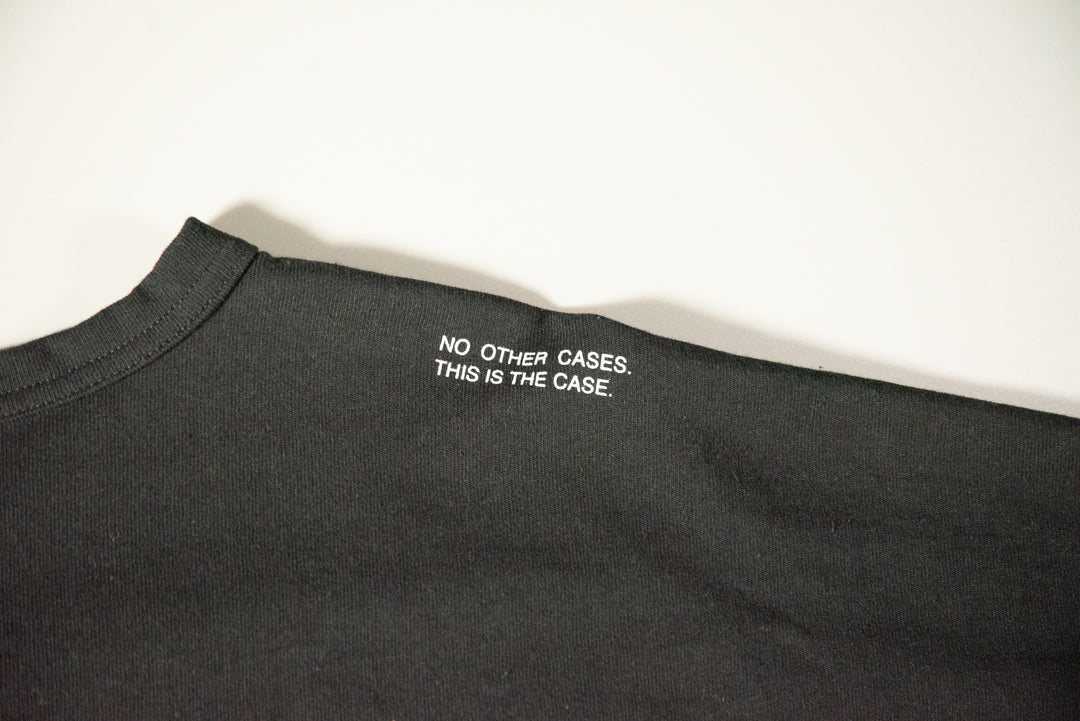 NO OTHER CASES.
THIS IS THE CASE.